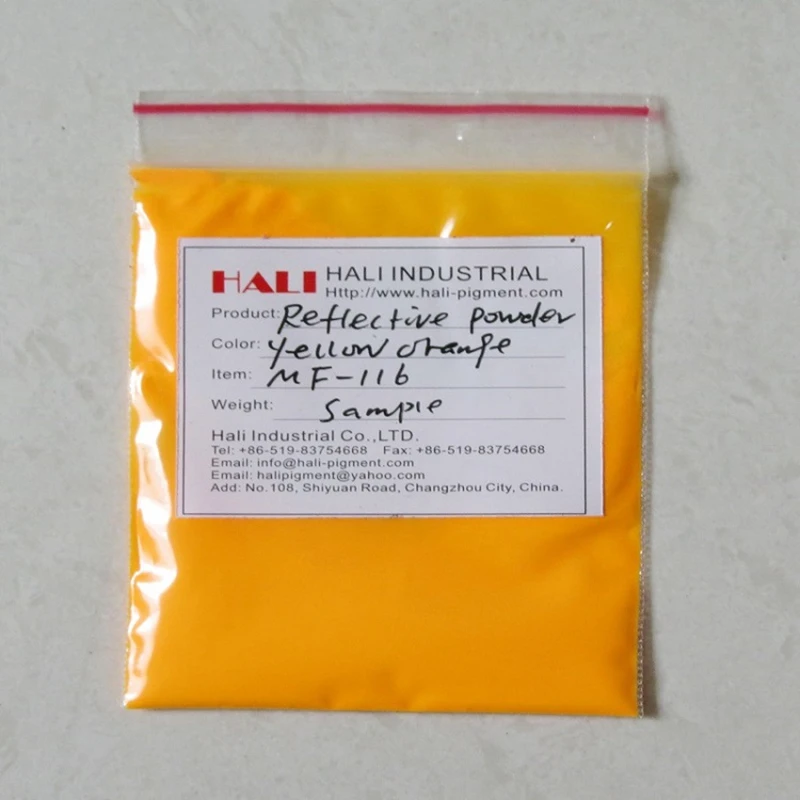 HALI HALI INDUSTRIAL
Http://www.hali-pigment.com
Product: Reflective powder
Color: yellow orange
Item: MF-116
Weight: sample
Hali Industrial Co.,LTD.
Tel: +86-519-83754668 Fax: +86-519-83754668
Email: info@hali-pigment.com
Email: halipigment@yahoo.com
Add: No.108, Shiyuan Road, Changzhou City, China.